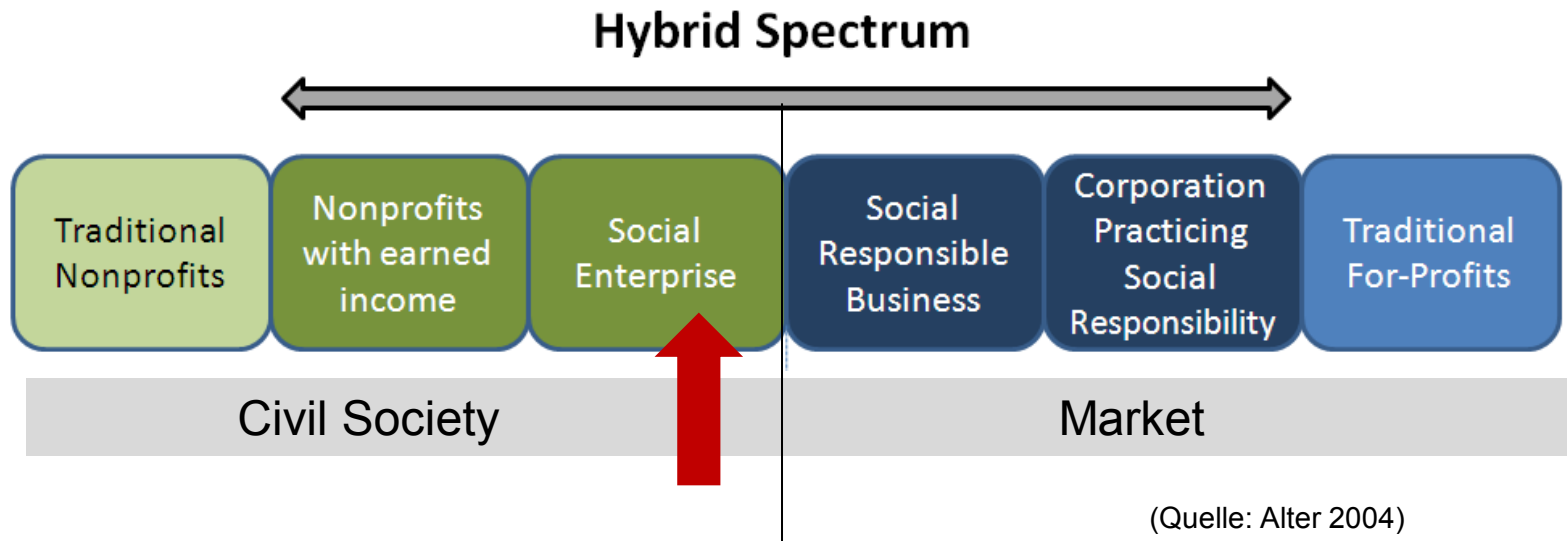 Hybrid Spectrum
Traditional
Nonprofits
Nonprofits
with earned
income
Social
Enterprise
Social
Responsible
Business
Corporation
Practicing
Social
Responsibility
Traditional
For-Profits
Civil Society
Market
(Quelle: Alter 2004)